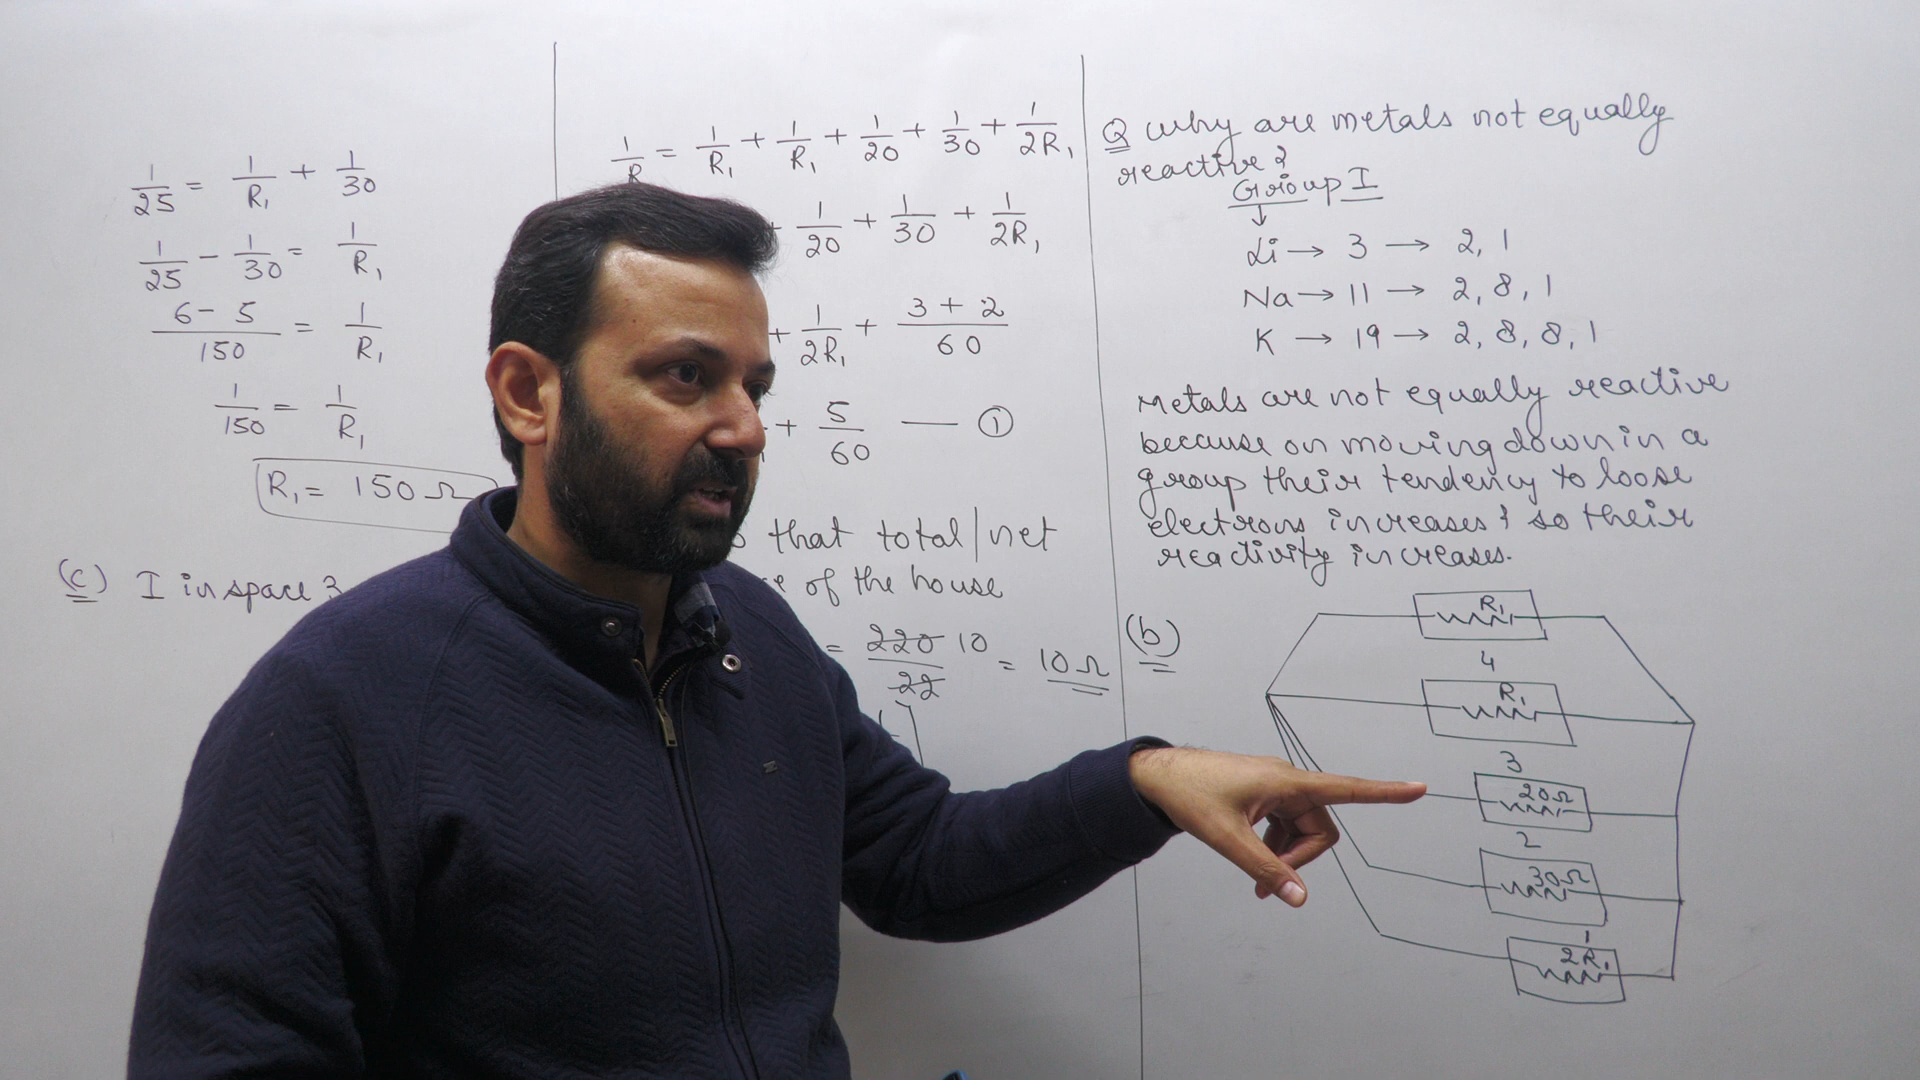 1/25 = 1/R₁ + 1/30
1/25 - 1/30 = 1/R₁
6 - 5/150 = 1/R₁
1/150 = 1/R₁
R₁ = 150 Ω
(c) I in space 3
1/R = 1/R₁ + 1/R₁ + 1/20 + 1/30 + 1/2R₁
+ 1/20 + 1/30 + 1/2R₁
+ 1/2R₁ + 3 + 2/60
+ 5/60 — ①
that total/net
of the house
= 220/22 10 = 10 Ω
Q why are metals not equally
reactive?
Group I
Li → 3 → 2, 1
Na → 11 → 2, 8, 1
K → 19 → 2, 8, 8, 1
Metals are not equally reactive
because on moving down in a
group their tendency to loose
electrons increases & so their
reactivity increases.
(b)
R₁
4
R₁
3
20Ω
2
30Ω
1
2R₁